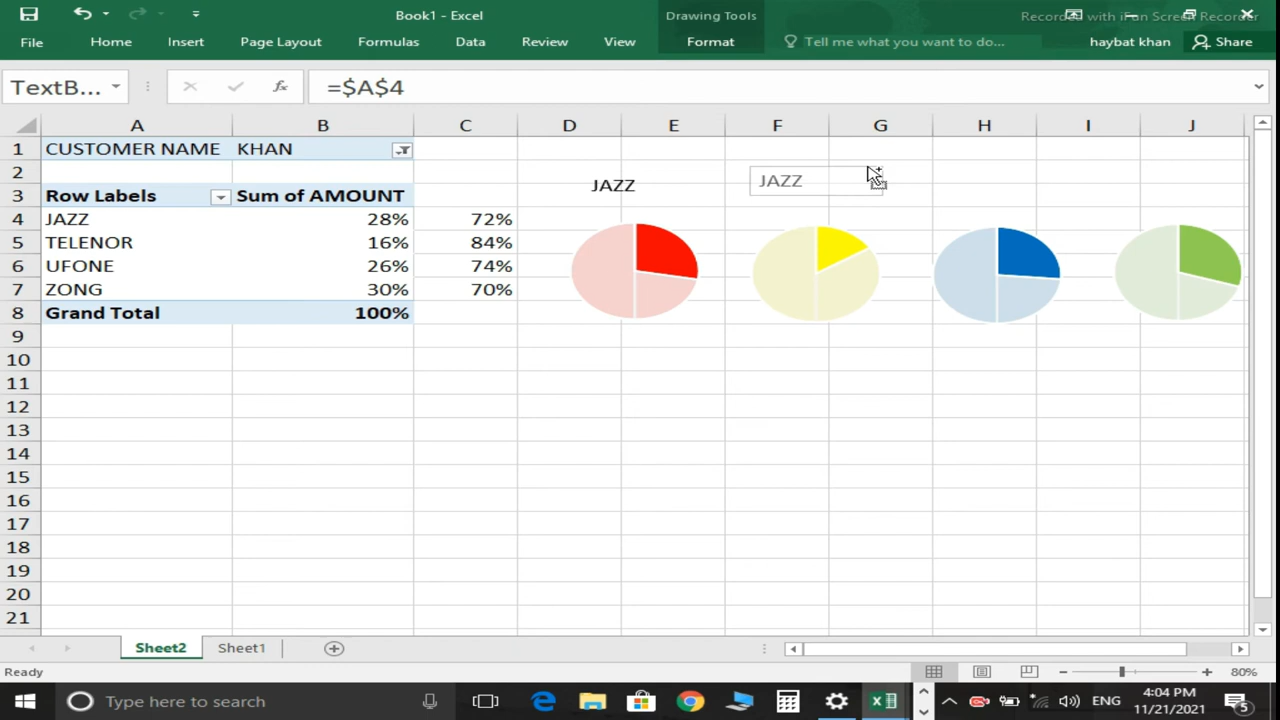 Book1 - Excel
Drawing Tools
Recorded with iFun Screen Recorder
File
Home
Insert
Page Layout
Formulas
Data
Review
View
Format
Tell me what you want to do...
haybat khan
Share
TextB...
fx
=$A$4
A B C D E F G H I J
1 CUSTOMER NAME KHAN
2
JAZZ JAZZ
3 Row Labels Sum of AMOUNT
4 JAZZ 28% 72%
5 TELENOR 16% 84%
6 UFONE 26% 74%
7 ZONG 30% 70%
8 Grand Total 100%
9
10
11
12
13
14
15
16
17
18
19
20
21
Sheet2
Sheet1
Ready
80%
Type here to search
ENG
4:04 PM
11/21/2021
5